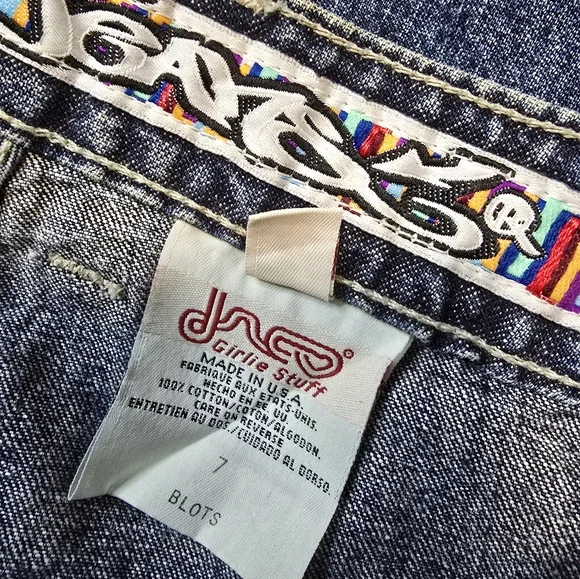 JNCO®
Girlie Stuff
MADE IN U.S.A.
FABRIQUE AUX ETATS-UNIS.
HECHO EN EE. UU.
100% COTTON/COTON/ALGODON.
CARE ON REVERSE
ENTRETIEN AU DOS/CUIDADO AL DORSO.
7
BLOTS